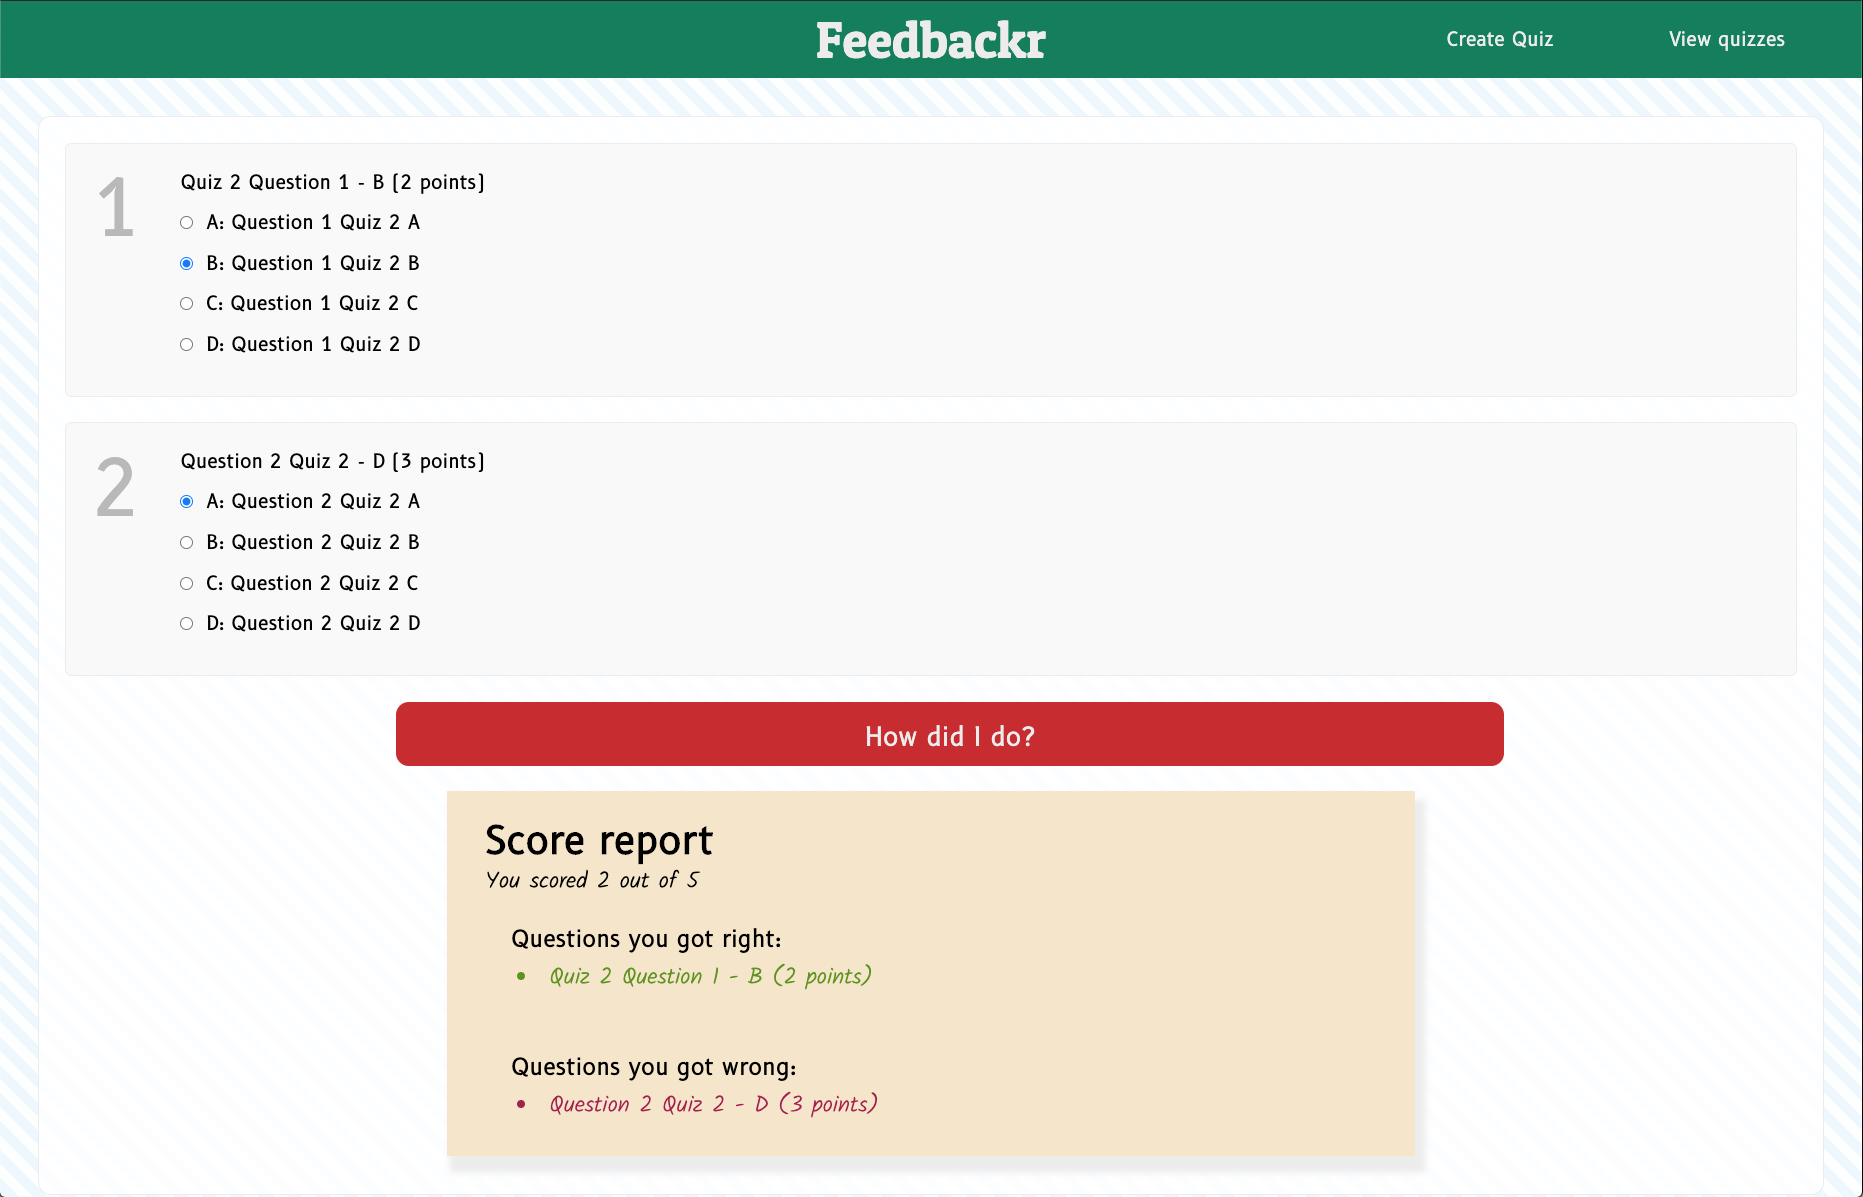 Feedbackr
Create Quiz
View quizzes
1
Quiz 2 Question 1 - B (2 points)
A: Question 1 Quiz 2 A
B: Question 1 Quiz 2 B
C: Question 1 Quiz 2 C
D: Question 1 Quiz 2 D
2
Question 2 Quiz 2 - D (3 points)
A: Question 2 Quiz 2 A
B: Question 2 Quiz 2 B
C: Question 2 Quiz 2 C
D: Question 2 Quiz 2 D
How did I do?
Score report
You scored 2 out of 5
Questions you got right:
• Quiz 2 Question 1 - B (2 points)
Questions you got wrong:
• Question 2 Quiz 2 - D (3 points)